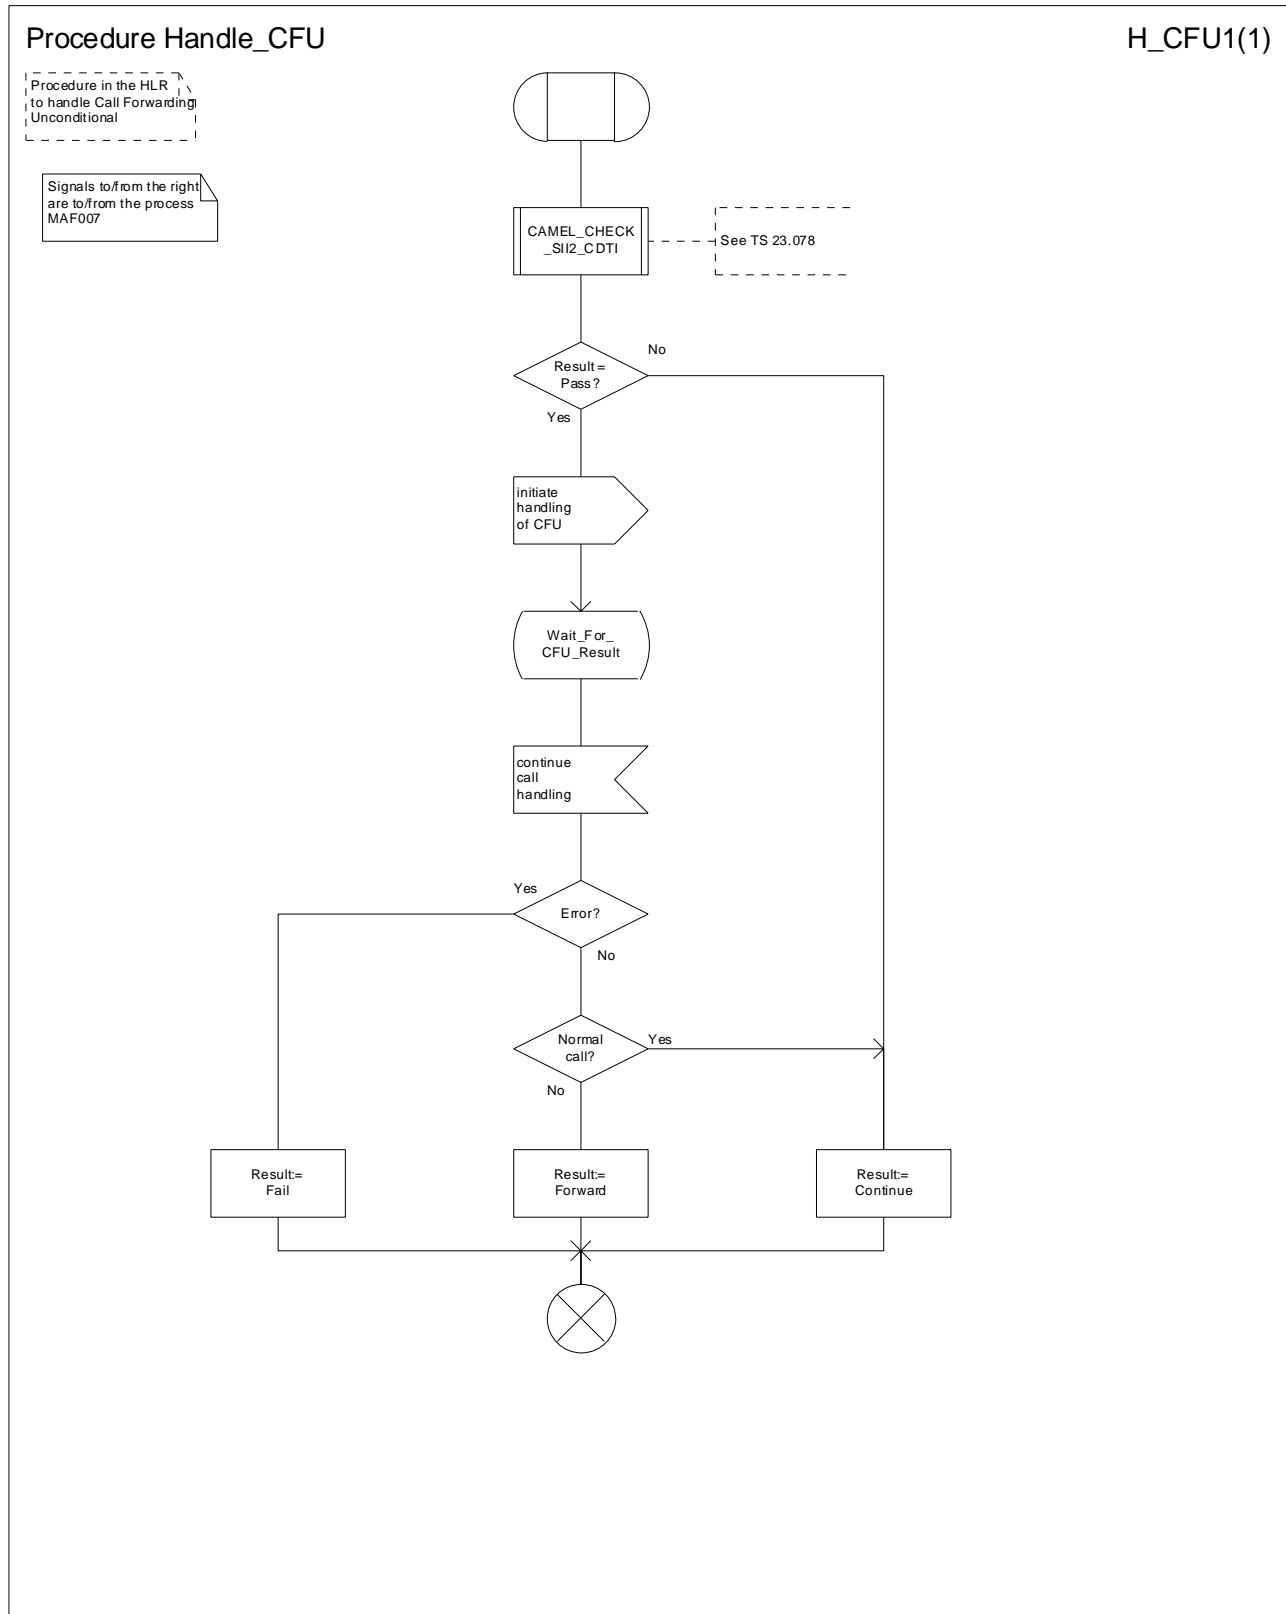 Procedure Handle_CFU
H_CFU1(1)
Procedure in the HLR
to handle Call Forwarding
Unconditional
Signals to/from the right
are to/from the process
MAF007
CAMEL_CHECK
_SII2_CDTI
See TS 23.078
Result=
Pass?
No
Yes
initiate
handling
of CFU
Wait_For_
CFU_Result
continue
call
handling
Yes
Error?
No
Normal
call?
Yes
No
Result:=
Fail
Result:=
Forward
Result:=
Continue